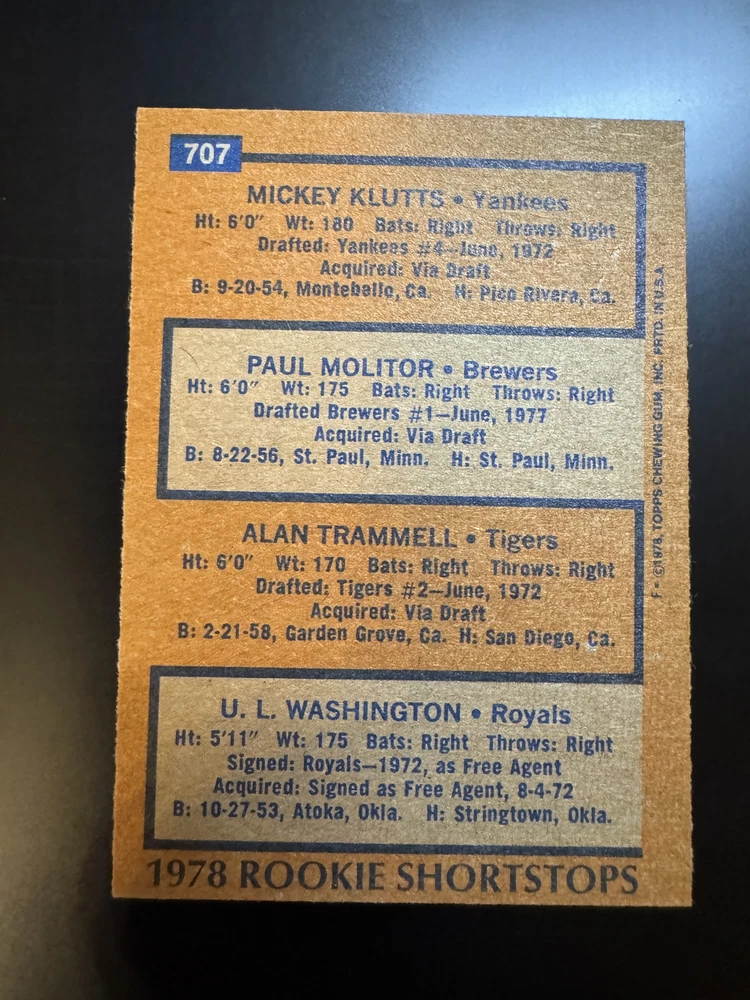 707
MICKEY KLUTTS • Yankees
Ht: 6'0" Wt: 180 Bats: Right Throws: Right
Drafted: Yankees #4—June, 1972
Acquired: Via Draft
B: 9-20-54, Montebello, Ca. H: Pico Rivera, Ca.
PAUL MOLITOR • Brewers
Ht: 6'0" Wt: 175 Bats: Right Throws: Right
Drafted Brewers #1—June, 1977
Acquired: Via Draft
B: 8-22-56, St. Paul, Minn. H: St. Paul, Minn.
ALAN TRAMMELL • Tigers
Ht: 6'0" Wt: 170 Bats: Right Throws: Right
Drafted: Tigers #2—June, 1972
Acquired: Via Draft
B: 2-21-58, Garden Grove, Ca. H: San Diego, Ca.
U. L. WASHINGTON • Royals
Ht: 5'11" Wt: 175 Bats: Right Throws: Right
Signed: Royals—1972, as Free Agent
Acquired: Signed as Free Agent, 8-4-72
B: 10-27-53, Atoka, Okla. H: Stringtown, Okla.
1978 ROOKIE SHORTSTOPS
F - ©1978, TOPPS CHEWING GUM, INC. PRTD. IN U.S.A.